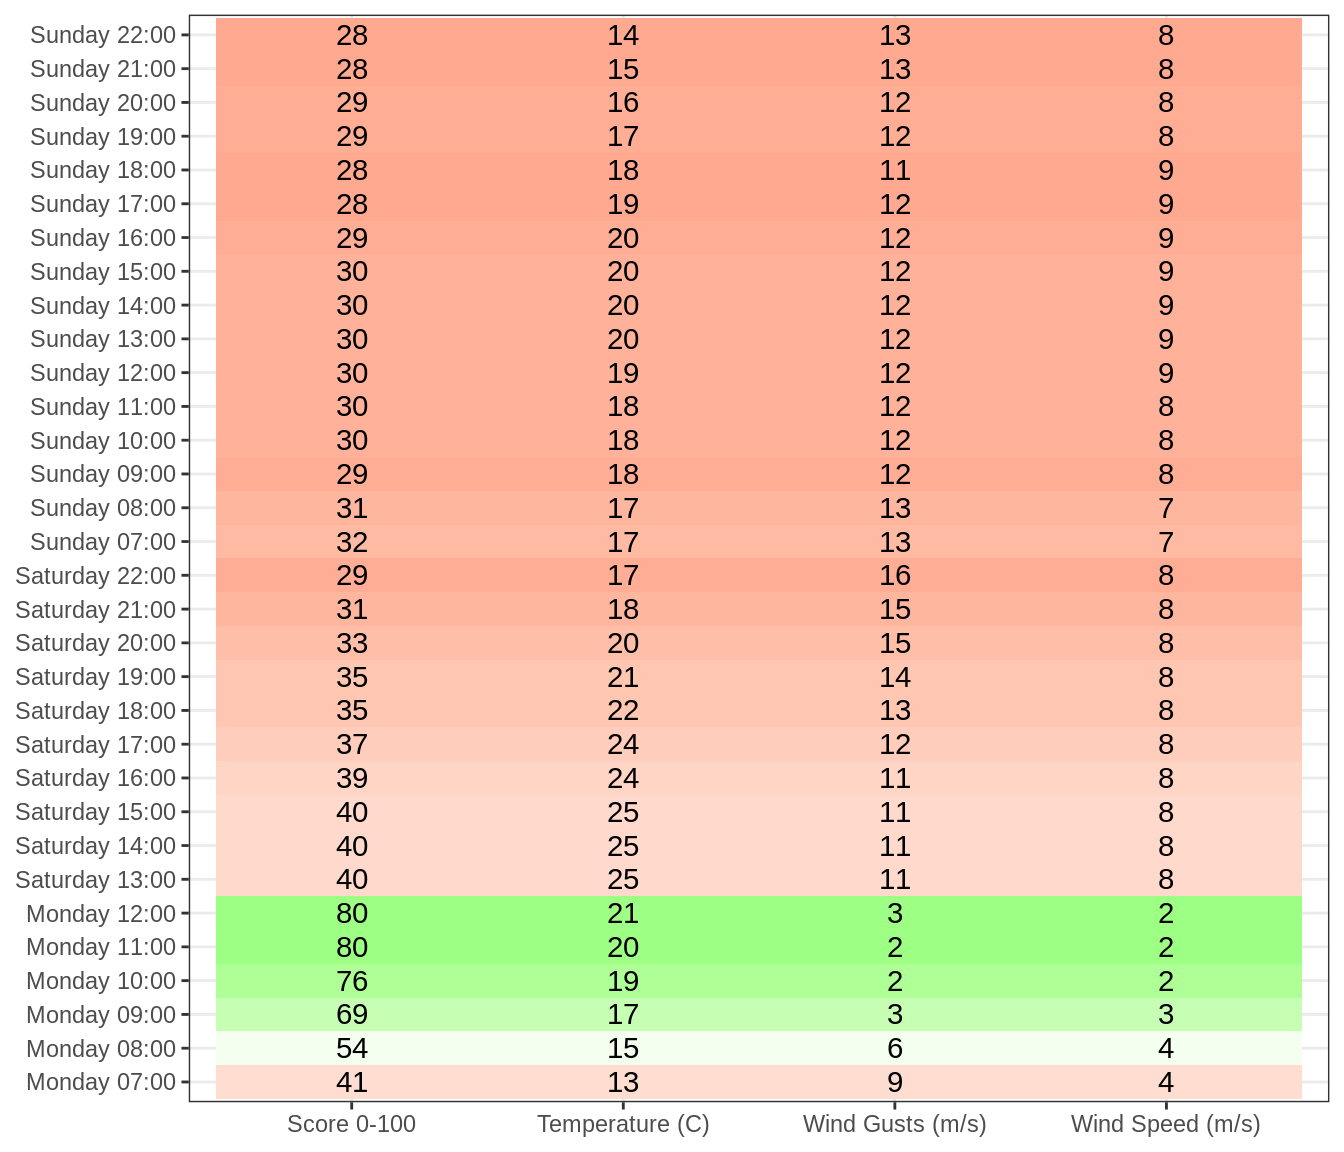 Sunday 22:00 28 14 13 8
Sunday 21:00 28 15 13 8
Sunday 20:00 29 16 12 8
Sunday 19:00 29 17 12 8
Sunday 18:00 28 18 11 9
Sunday 17:00 28 19 12 9
Sunday 16:00 29 20 12 9
Sunday 15:00 30 20 12 9
Sunday 14:00 30 20 12 9
Sunday 13:00 30 20 12 9
Sunday 12:00 30 19 12 9
Sunday 11:00 30 18 12 8
Sunday 10:00 30 18 12 8
Sunday 09:00 29 18 12 8
Sunday 08:00 31 17 13 7
Sunday 07:00 32 17 13 7
Saturday 22:00 29 17 16 8
Saturday 21:00 31 18 15 8
Saturday 20:00 33 20 15 8
Saturday 19:00 35 21 14 8
Saturday 18:00 35 22 13 8
Saturday 17:00 37 24 12 8
Saturday 16:00 39 24 11 8
Saturday 15:00 40 25 11 8
Saturday 14:00 40 25 11 8
Saturday 13:00 40 25 11 8
Monday 12:00 80 21 3 2
Monday 11:00 80 20 2 2
Monday 10:00 76 19 2 2
Monday 09:00 69 17 3 3
Monday 08:00 54 15 6 4
Monday 07:00 41 13 9 4
Score 0-100 Temperature (C) Wind Gusts (m/s) Wind Speed (m/s)